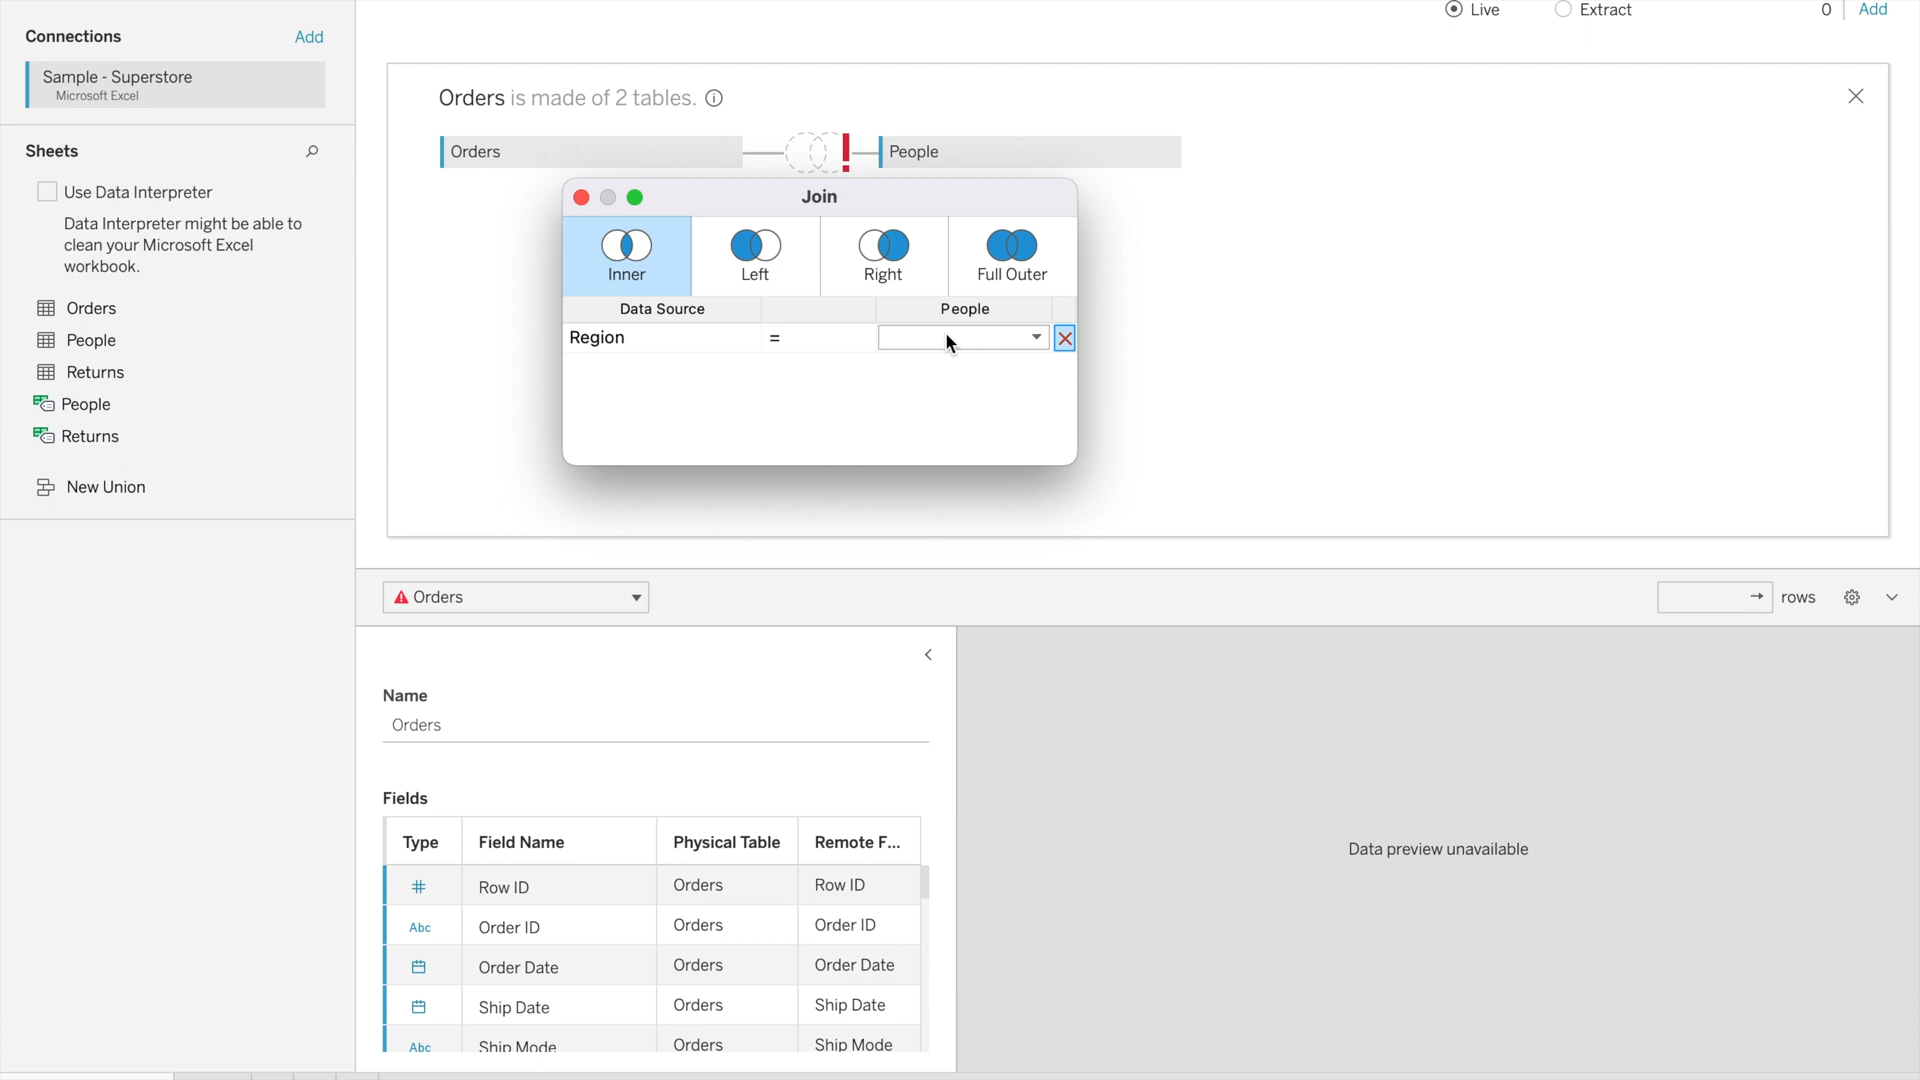 Connections
Add
Sample - Superstore
Microsoft Excel
Sheets
Use Data Interpreter
Data Interpreter might be able to
clean your Microsoft Excel
workbook.
Orders
People
Returns
People
Returns
New Union
Live
Extract
0
Add
Orders is made of 2 tables.
Orders
People
Join
Inner
Left
Right
Full Outer
Data Source
People
Region
=
Orders
rows
Name
Orders
Fields
Type Field Name Physical Table Remote F...
# Row ID Orders Row ID
Abc Order ID Orders Order ID
Order Date Orders Order Date
Ship Date Orders Ship Date
Abc Ship Mode Orders Ship Mode
Data preview unavailable